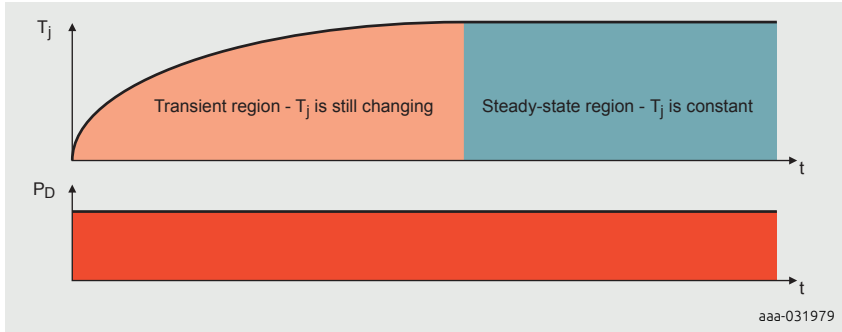 Tj
Transient region - Tj is still changing
Steady-state region - Tj is constant
t
PD
t
aaa-031979